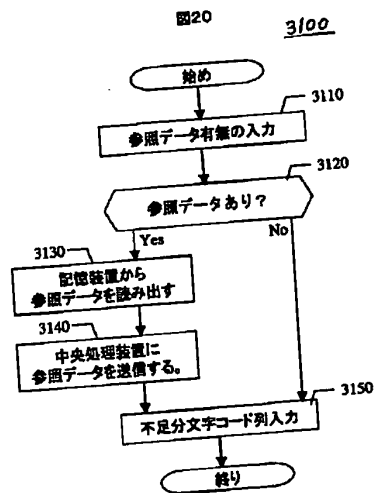 図20
3100
始め
3110
参照データ有無の入力
3120
参照データあり?
Yes
No
3130
記憶装置から
参照データを読み出す
3140
中央処理装置に
参照データを送信する。
3150
不足分文字コード列入力
終り